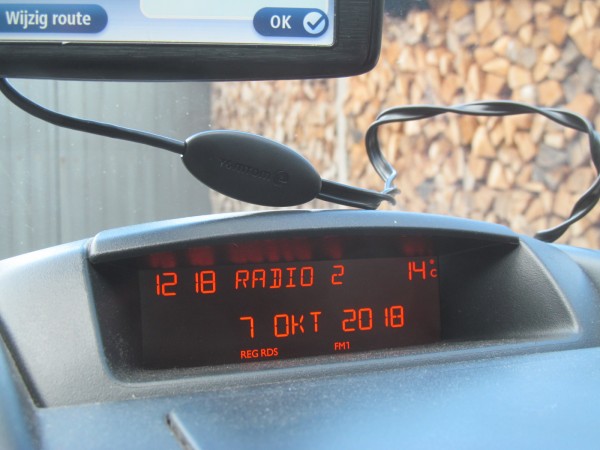 Wijzig route
OK
12 18 RADIO 2 14°C
7 OKT 2018
REG RDS FM1